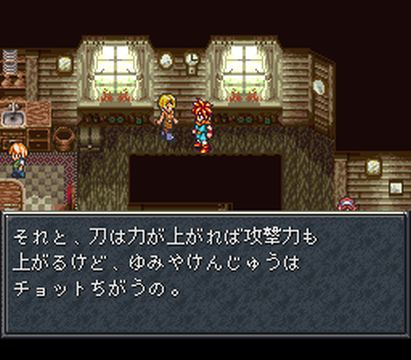 それと、刀は力が上がれば攻撃力も
上がるけど、ゆみやけんじゅうは
チョットちがうの。